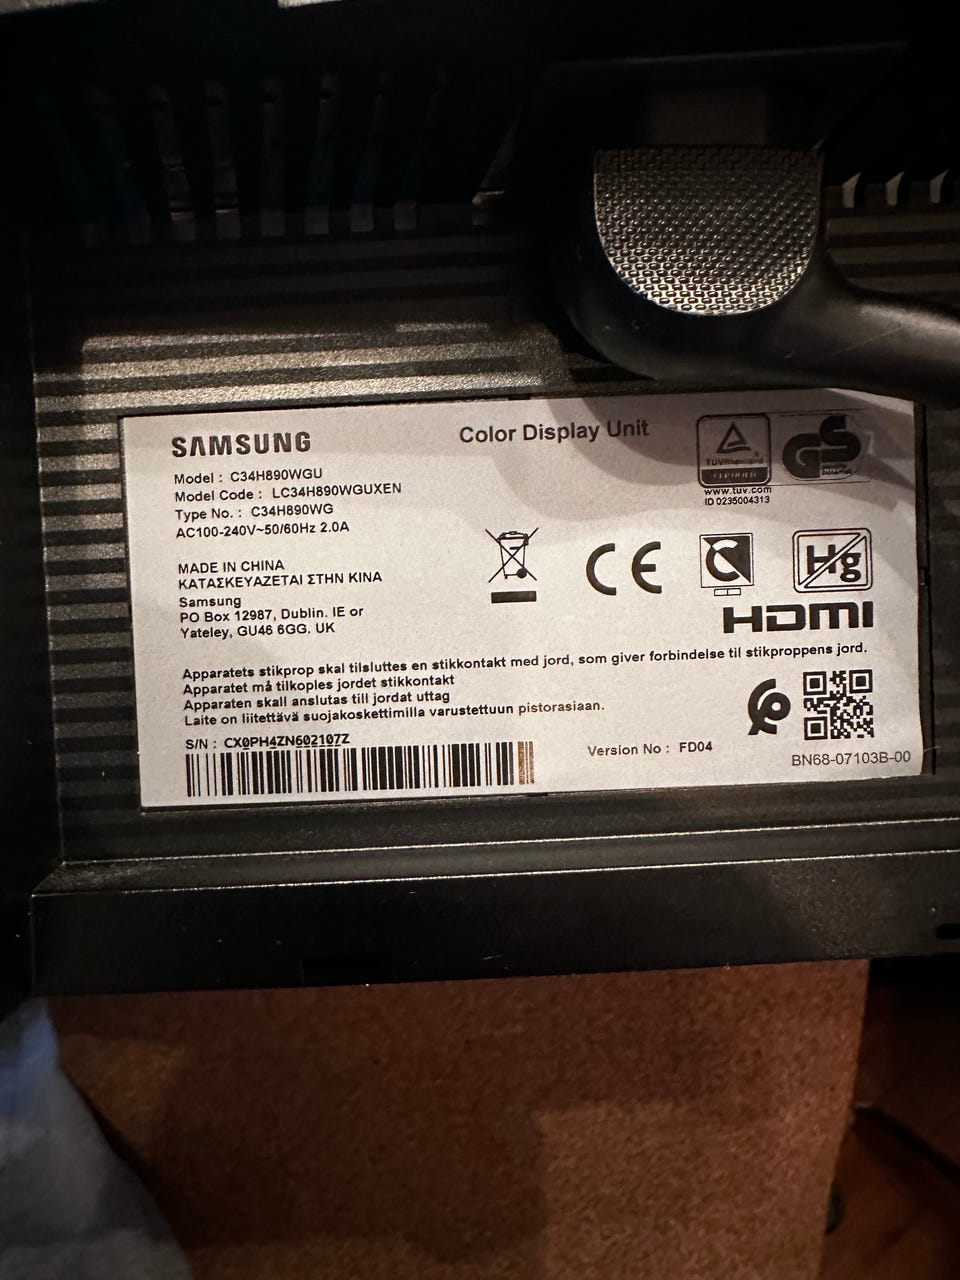 SAMSUNG
Color Display Unit
Model : C34H890WGU
Model Code : LC34H890WGUXEN
Type No. : C34H890WG
AC100-240V~50/60Hz 2.0A
TÜVRheinland
CERTIFIED
www.tuv.com
ID 0235004313
GS
MADE IN CHINA
ΚΑΤΑΣΚΕΥΑΖΕΤΑΙ ΣΤΗΝ ΚΙΝΑ
Samsung
PO Box 12987, Dublin. IE or
Yateley, GU46 6GG. UK
CE
Hg
HDMI
Apparatets stikprop skal tilsluttes en stikkontakt med jord, som giver forbindelse til stikproppens jord.
Apparatet må tilkoples jordet stikkontakt
Apparaten skall anslutas till jordat uttag
Laite on liitettävä suojakoskettimilla varustettuun pistorasiaan.
S/N : CX0PH4ZN602107Z
Version No : FD04
BN68-07103B-00